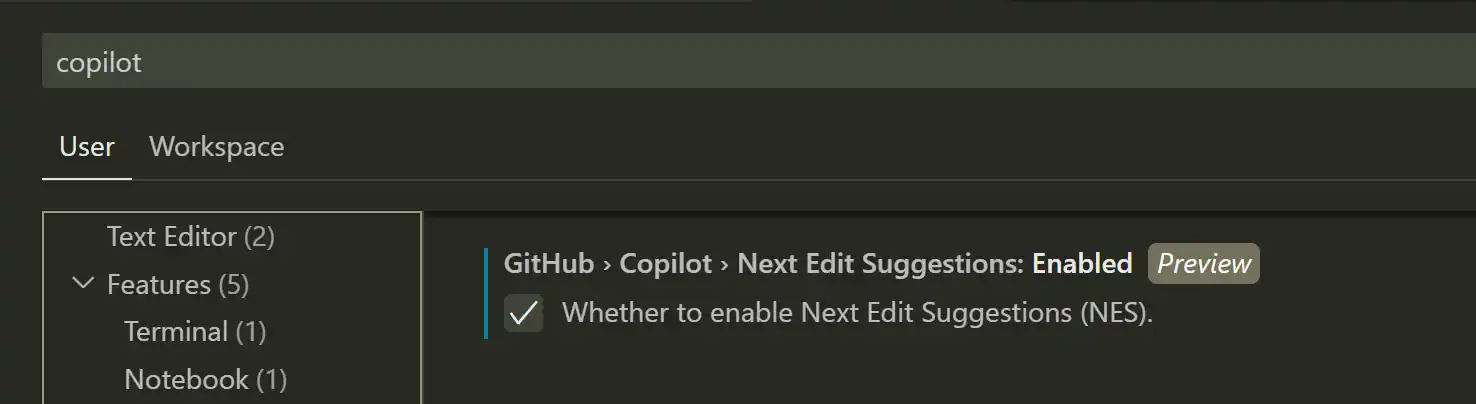 copilot
User Workspace
Text Editor (2)
Features (5)
Terminal (1)
Notebook (1)
GitHub › Copilot › Next Edit Suggestions: Enabled Preview
Whether to enable Next Edit Suggestions (NES).